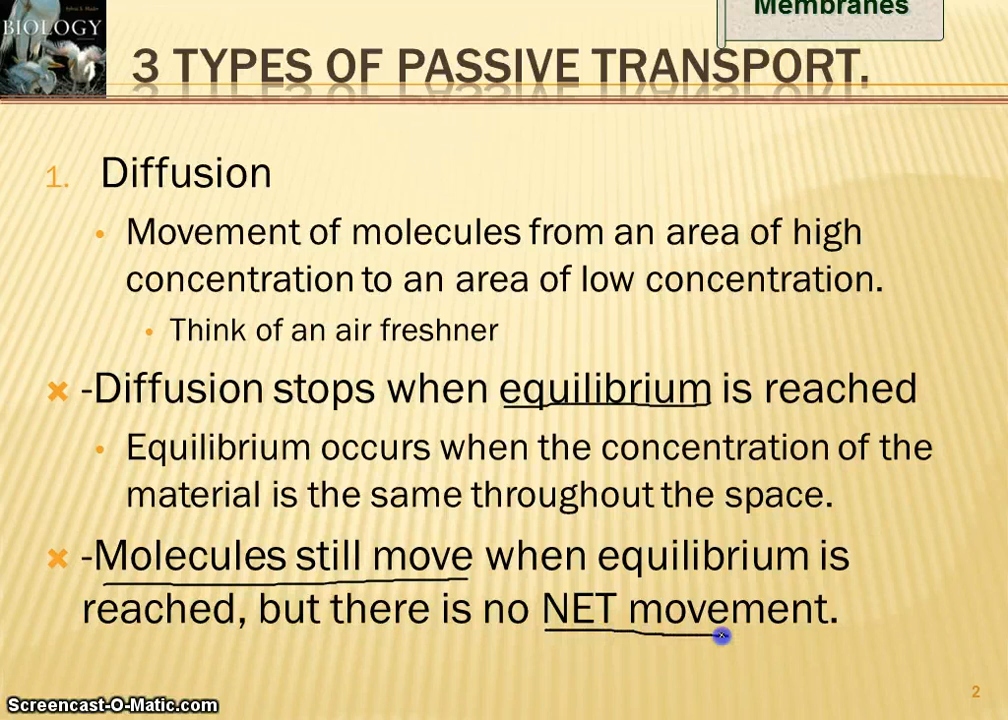 Membranes
BIOLOGY
3 TYPES OF PASSIVE TRANSPORT.
1. Diffusion
• Movement of molecules from an area of high
concentration to an area of low concentration.
• Think of an air freshner
-Diffusion stops when equilibrium is reached
• Equilibrium occurs when the concentration of the
material is the same throughout the space.
-Molecules still move when equilibrium is
reached, but there is no NET movement.
2
Screencast-O-Matic.com